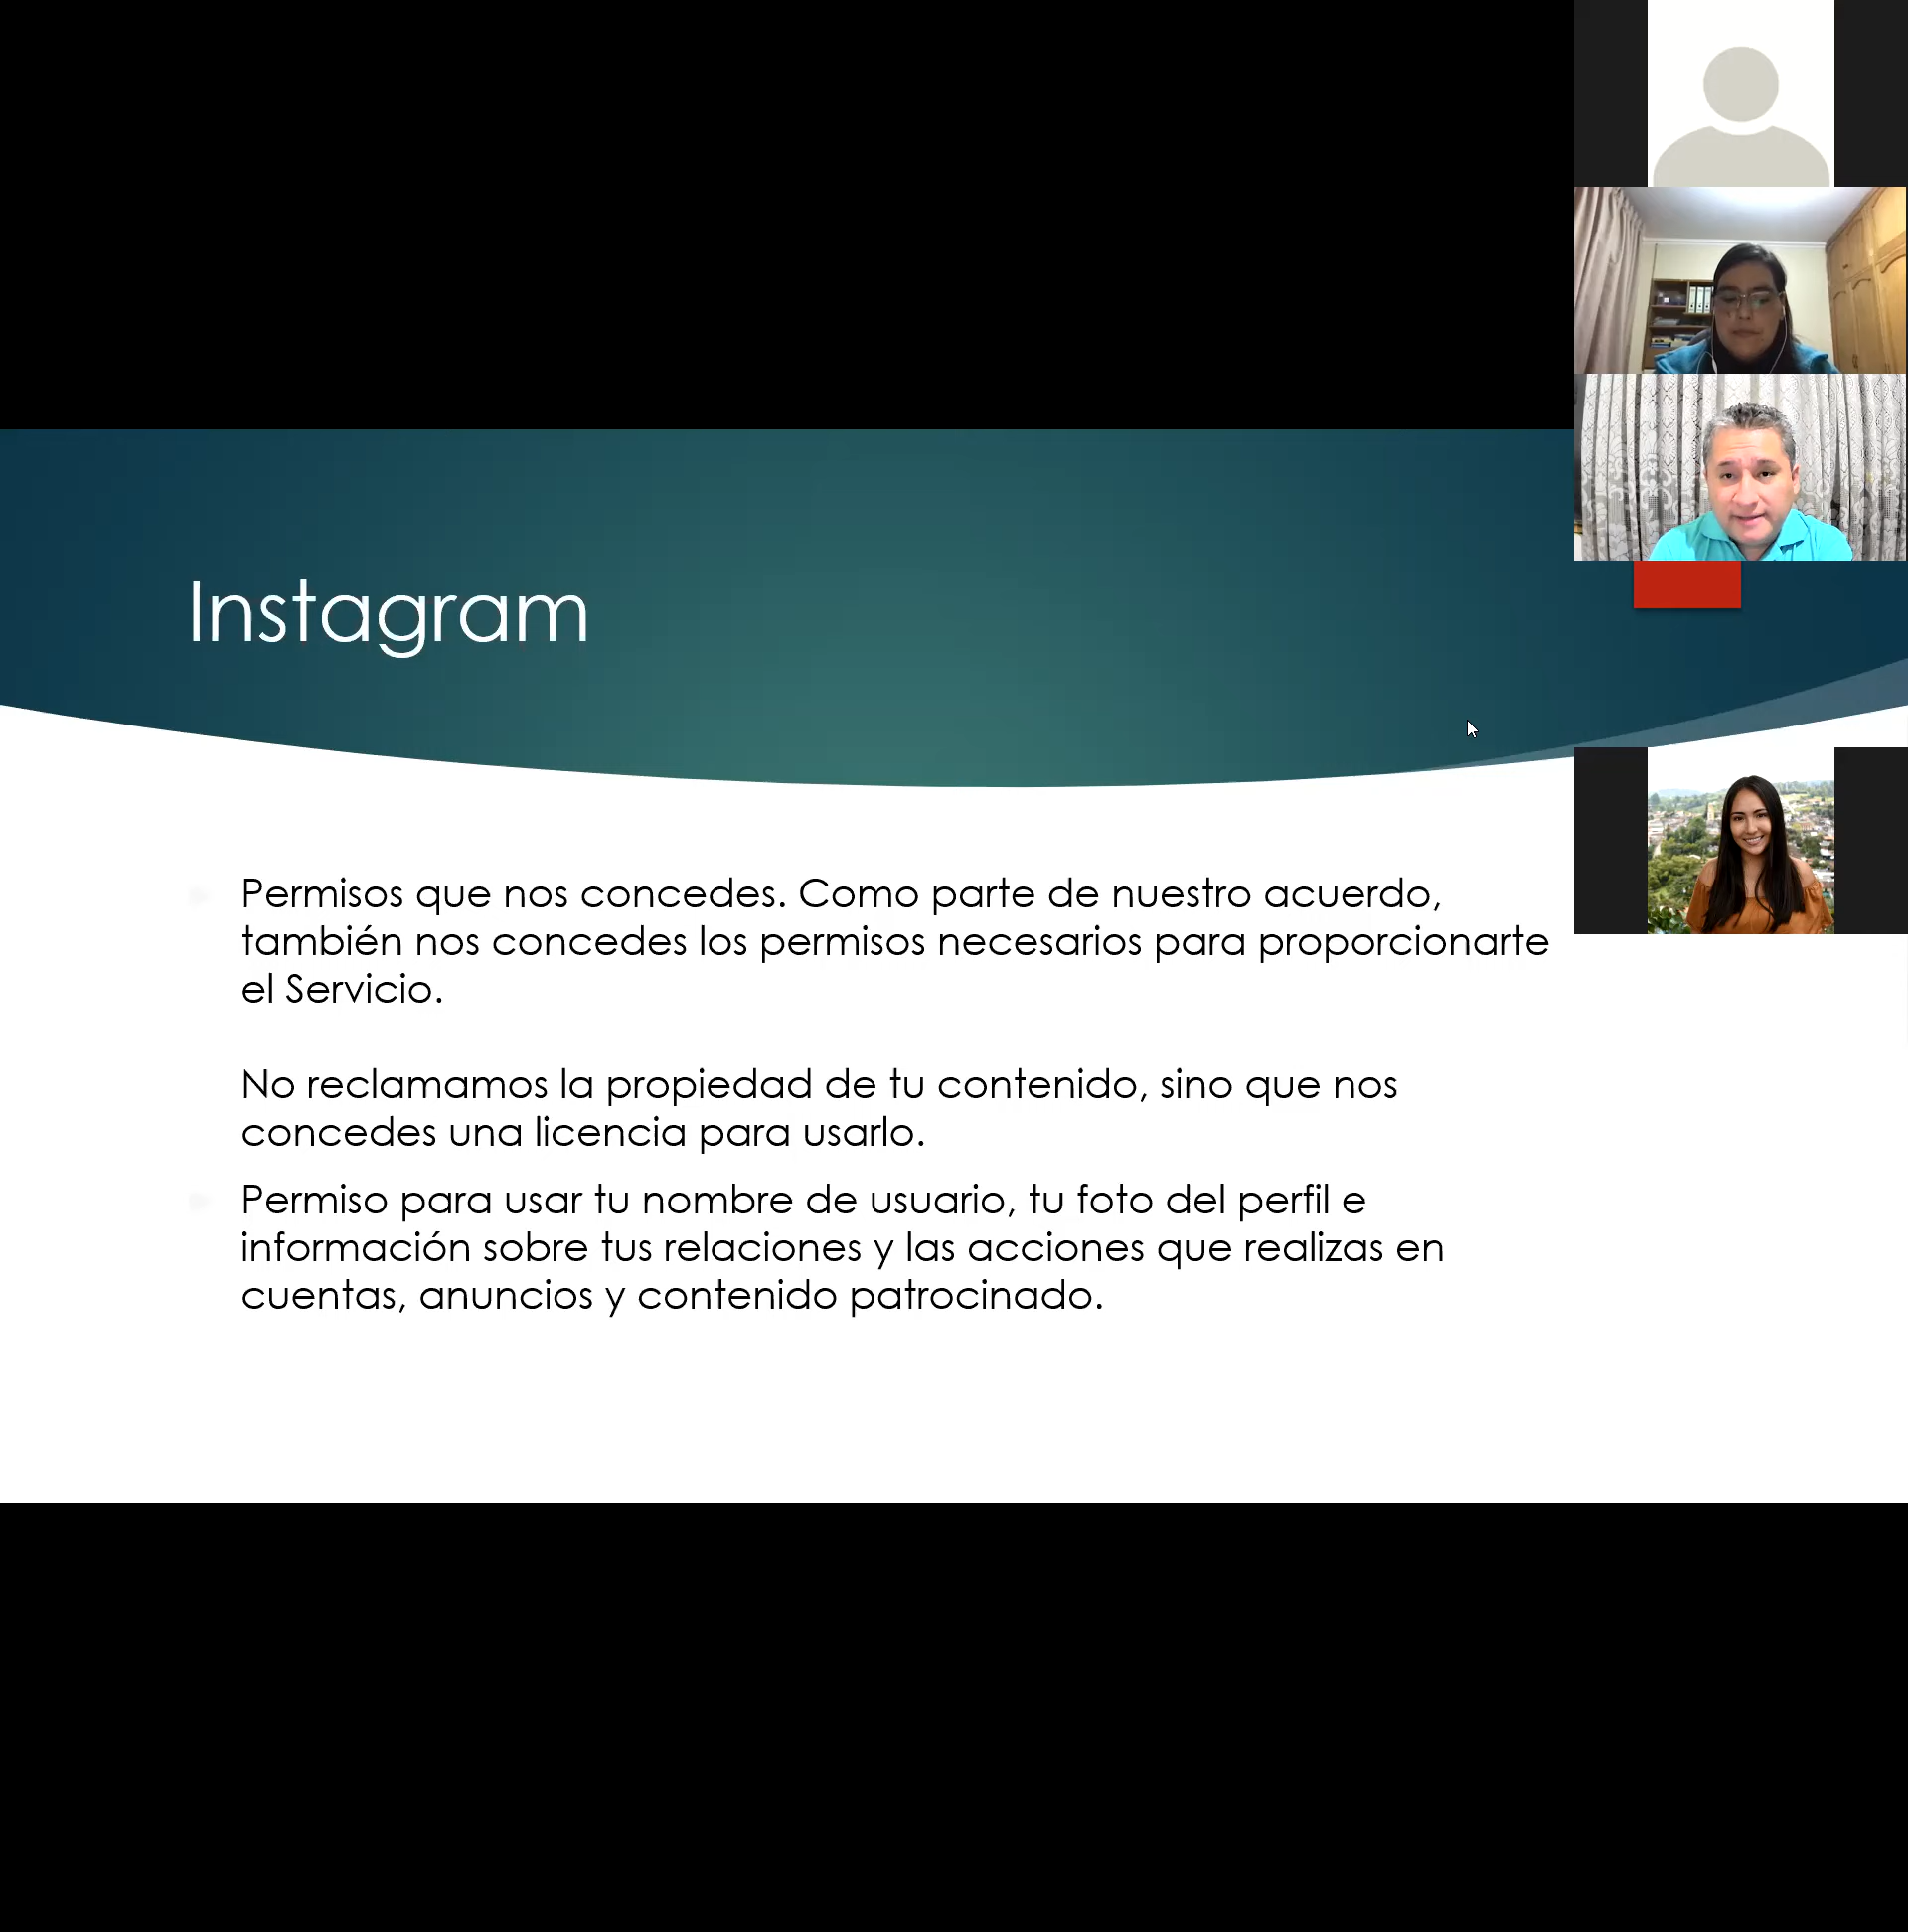 Instagram
Permisos que nos concedes. Como parte de nuestro acuerdo,
también nos concedes los permisos necesarios para proporcionarte
el Servicio.
No reclamamos la propiedad de tu contenido, sino que nos
concedes una licencia para usarlo.
Permiso para usar tu nombre de usuario, tu foto del perfil e
información sobre tus relaciones y las acciones que realizas en
cuentas, anuncios y contenido patrocinado.